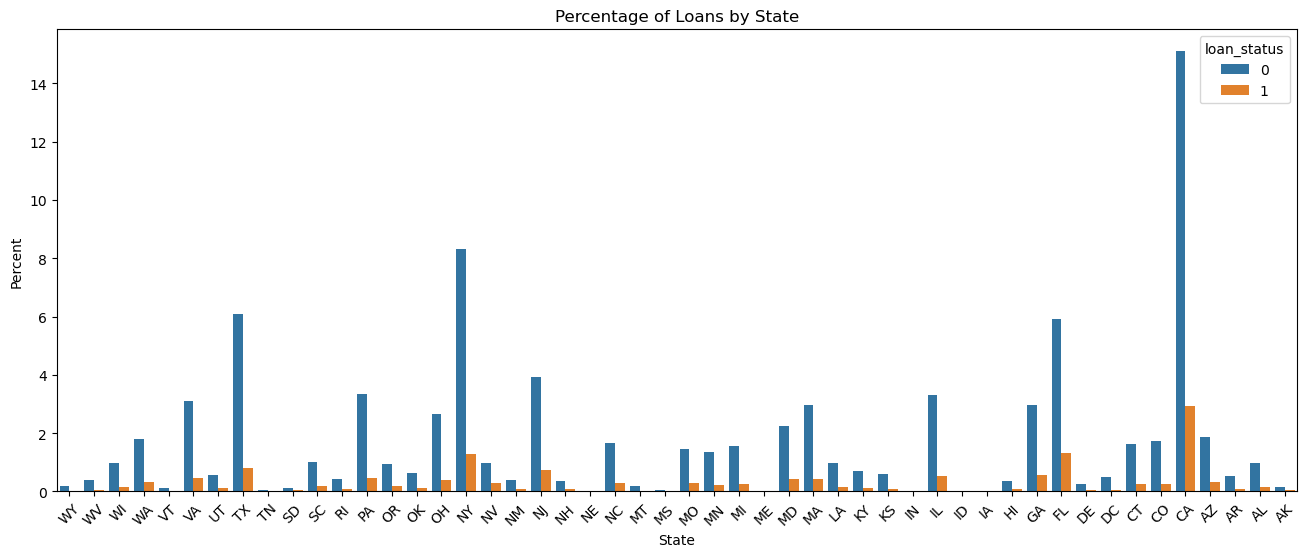 Percentage of Loans by State
loan_status
0
1
14
12
10
8
6
4
2
0
Percent
WY WV WI WA VT VA UT TX TN SD SC RI PA OR OK OH NY NV NM NJ NH NE NC MT MS MO MN MI ME MD MA LA KY KS IN IL ID IA HI GA FL DE DC CT CO CA AZ AR AL AK
State